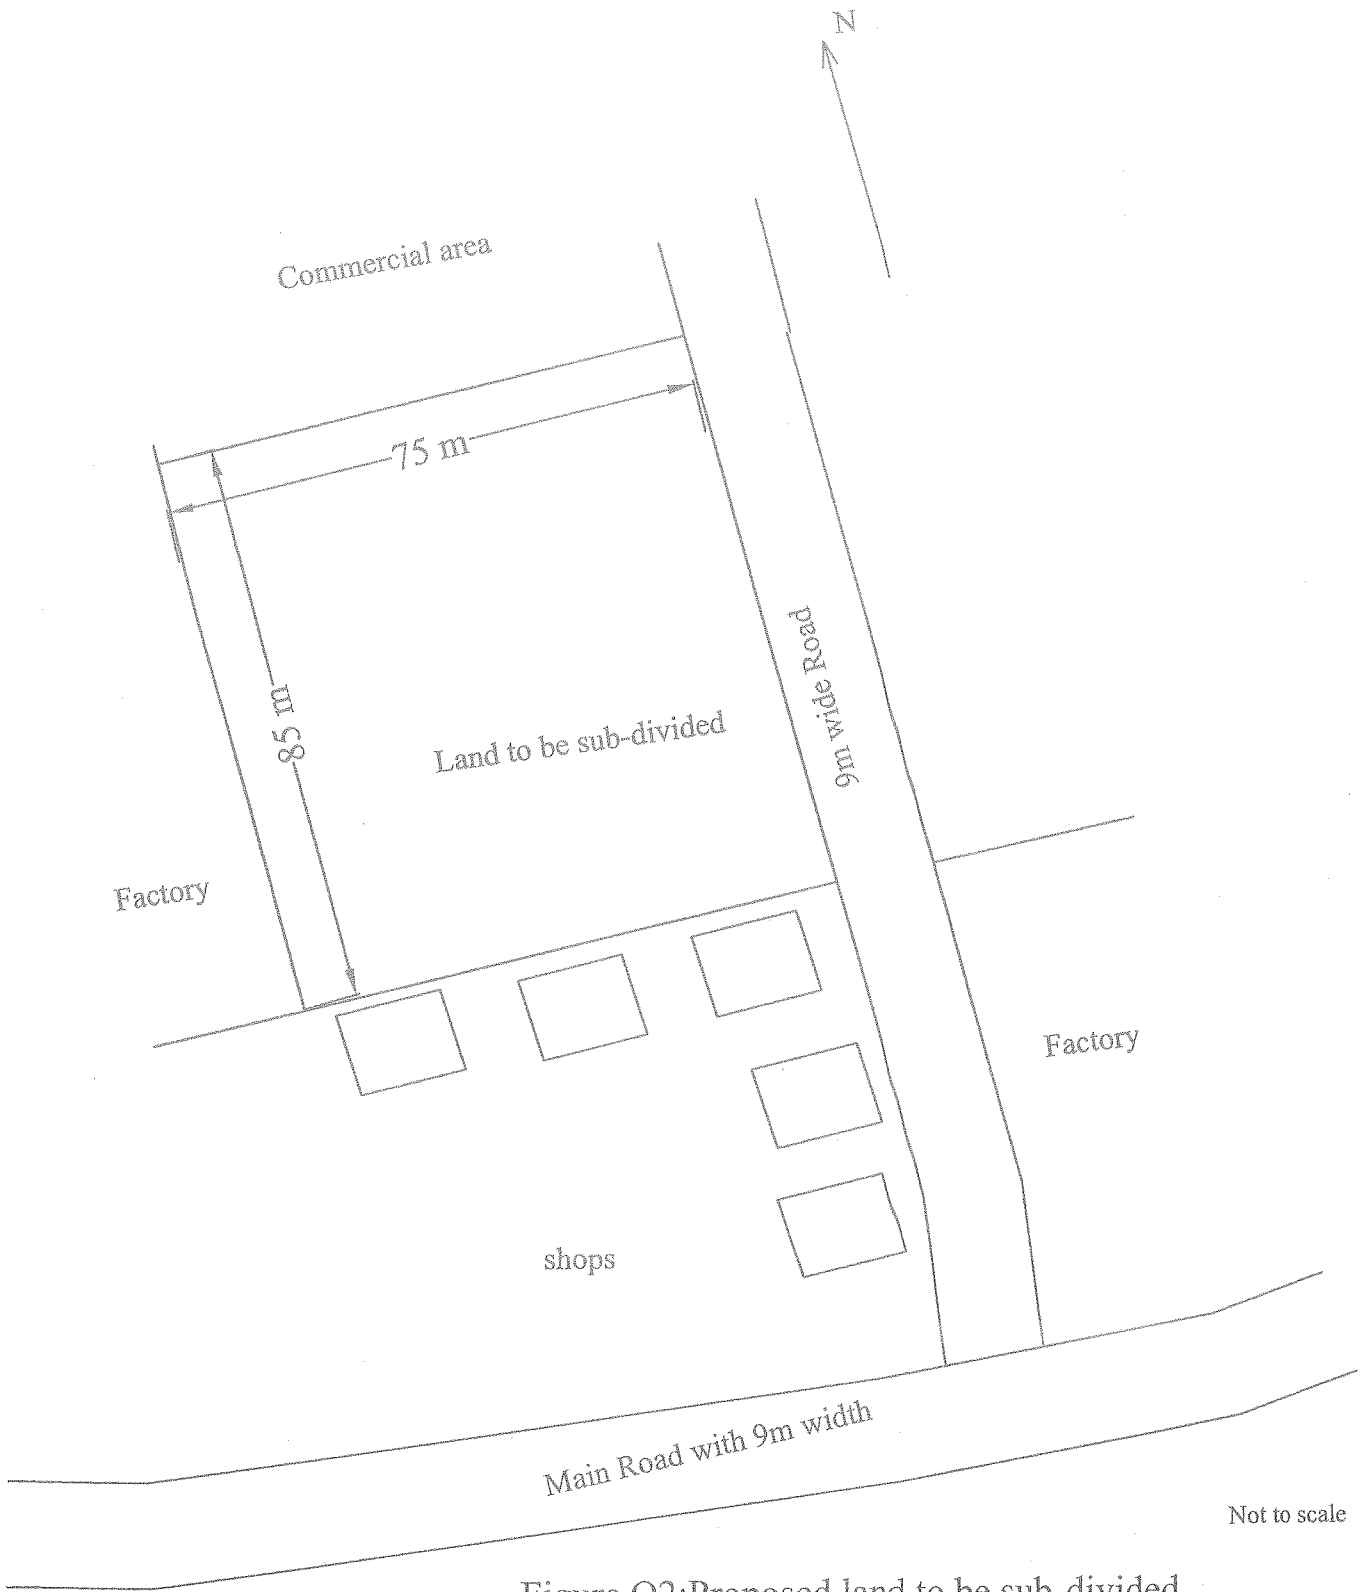 N
Commercial area
75 m
85 m
9m wide Road
Land to be sub-divided
Factory
Factory
shops
Main Road with 9m width
Not to scale
Figure Q2:Proposed land to be sub-divided